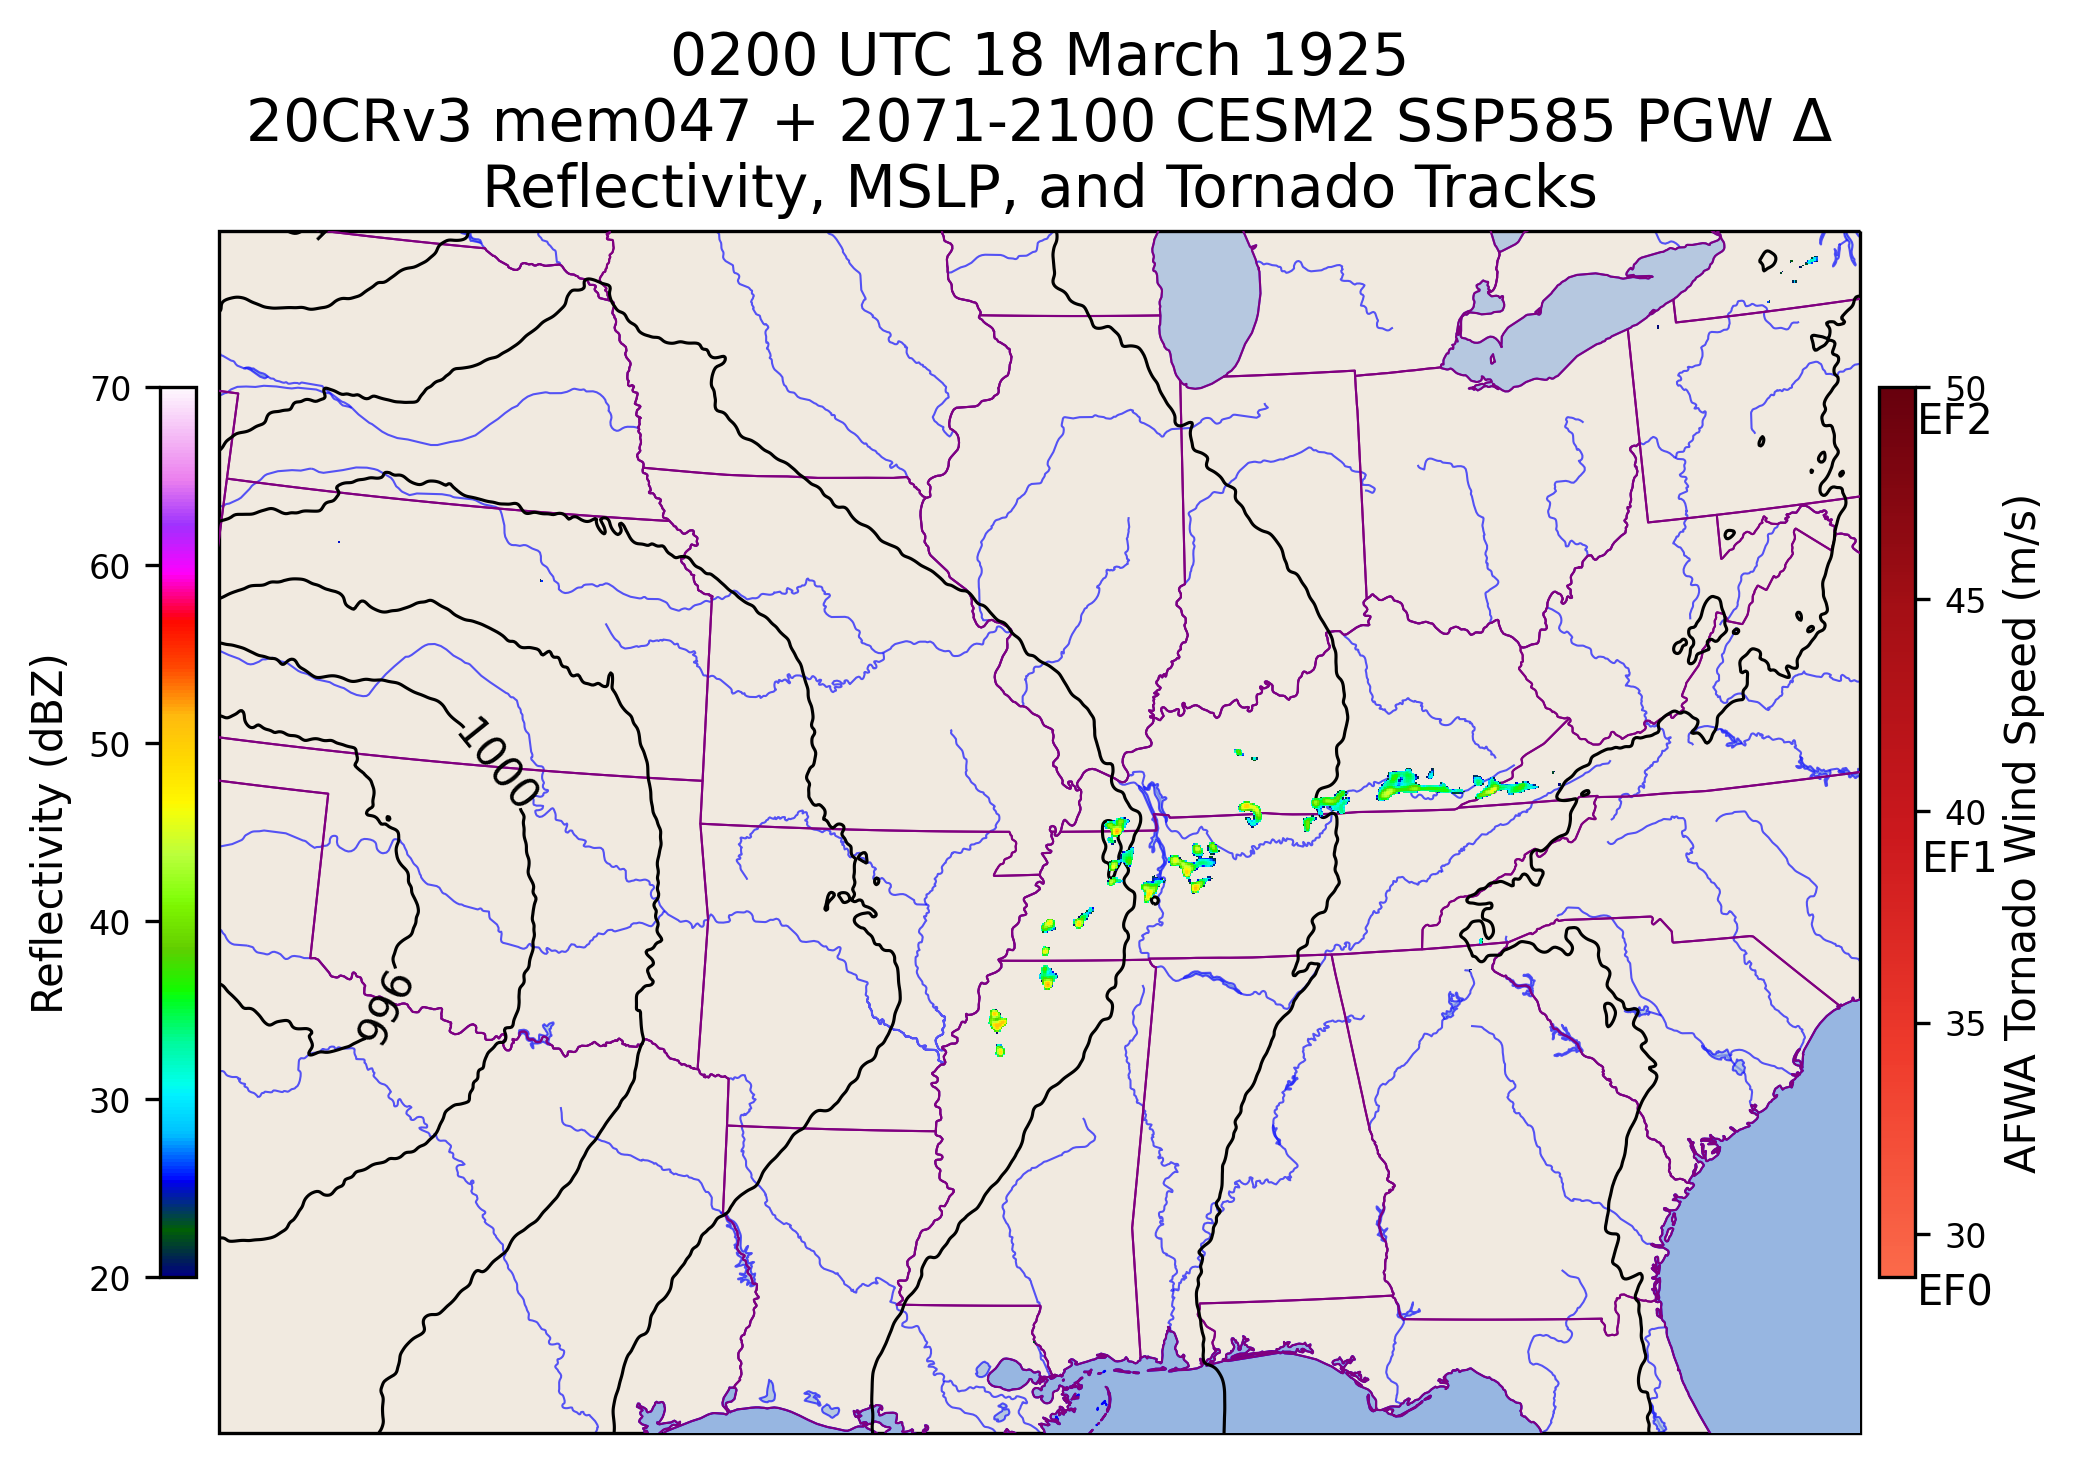 0200 UTC 18 March 1925
20CRv3 mem047 + 2071-2100 CESM2 SSP585 PGW Δ
Reflectivity, MSLP, and Tornado Tracks
Reflectivity (dBZ)
70
60
50
40
30
20
1000
996
50
EF2
45
40
EF1
35
30
EF0
AFWA Tornado Wind Speed (m/s)